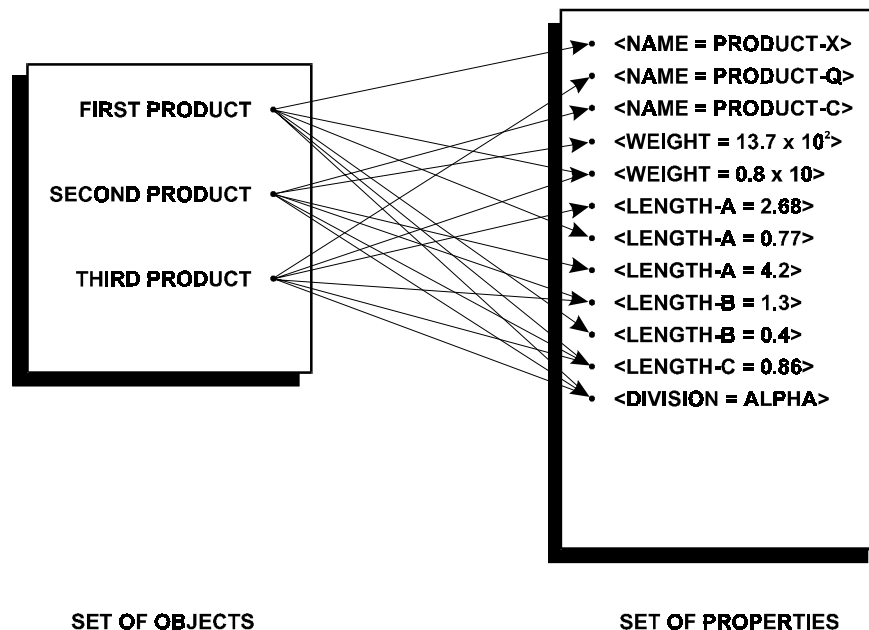 FIRST PRODUCT
SECOND PRODUCT
THIRD PRODUCT
<NAME = PRODUCT-X>
<NAME = PRODUCT-Q>
<NAME = PRODUCT-C>
<WEIGHT = 13.7 x 10²>
<WEIGHT = 0.8 x 10>
<LENGTH-A = 2.68>
<LENGTH-A = 0.77>
<LENGTH-A = 4.2>
<LENGTH-B = 1.3>
<LENGTH-B = 0.4>
<LENGTH-C = 0.86>
<DIVISION = ALPHA>
SET OF OBJECTS
SET OF PROPERTIES